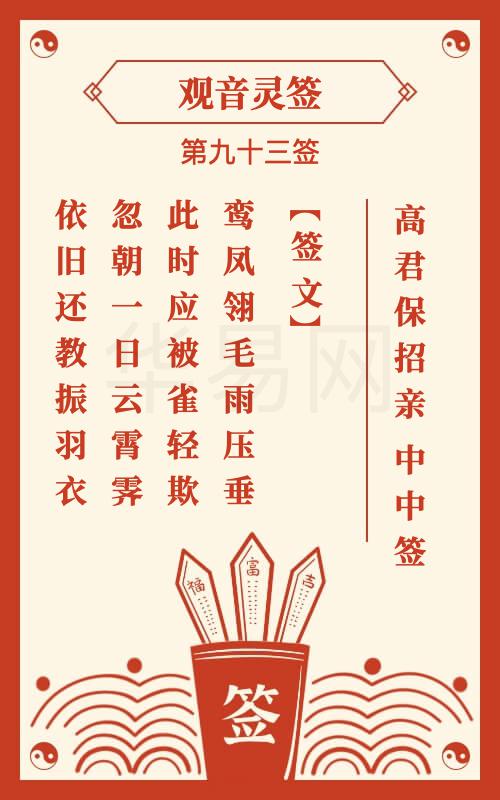 观音灵签
第九十三签
高君保招亲 中中签
【签文】
鸾凤翎毛雨压垂
此时应被雀轻欺
忽朝一日云霄霁
依旧还教振羽衣
华易网
福
富
吉
签